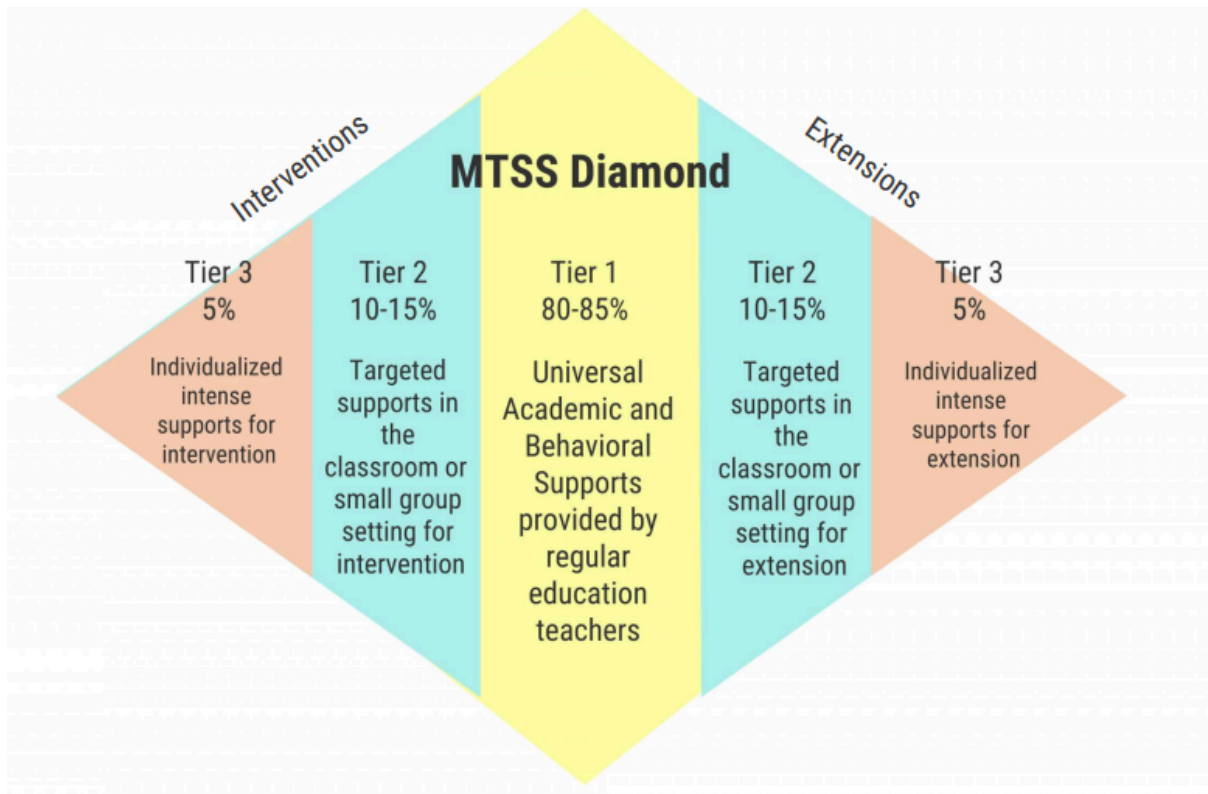 Interventions
Extensions
MTSS Diamond
Tier 3
5%
Individualized
intense
supports for
intervention
Tier 2
10-15%
Targeted
supports in
the
classroom or
small group
setting for
intervention
Tier 1
80-85%
Universal
Academic and
Behavioral
Supports
provided by
regular
education
teachers
Tier 2
10-15%
Targeted
supports in
the
classroom or
small group
setting for
extension
Tier 3
5%
Individualized
intense
supports for
extension